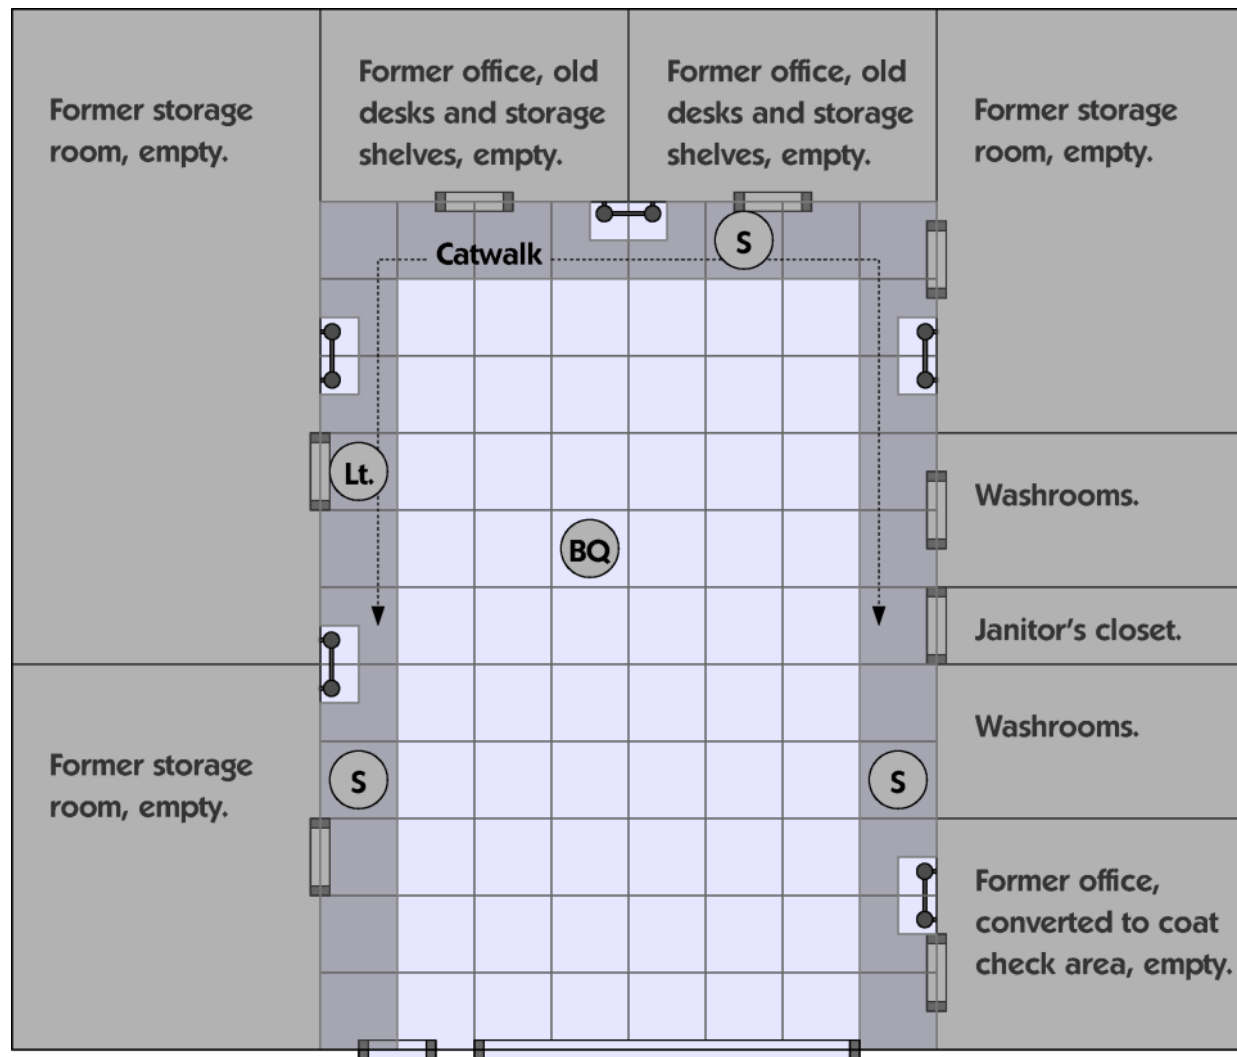 Former storage
room, empty.
Former office, old
desks and storage
shelves, empty.
Former office, old
desks and storage
shelves, empty.
Former storage
room, empty.
S
Catwalk
Lt.
Washrooms.
BQ
Janitor's closet.
Washrooms.
Former storage
room, empty.
S
S
Former office,
converted to coat
check area, empty.